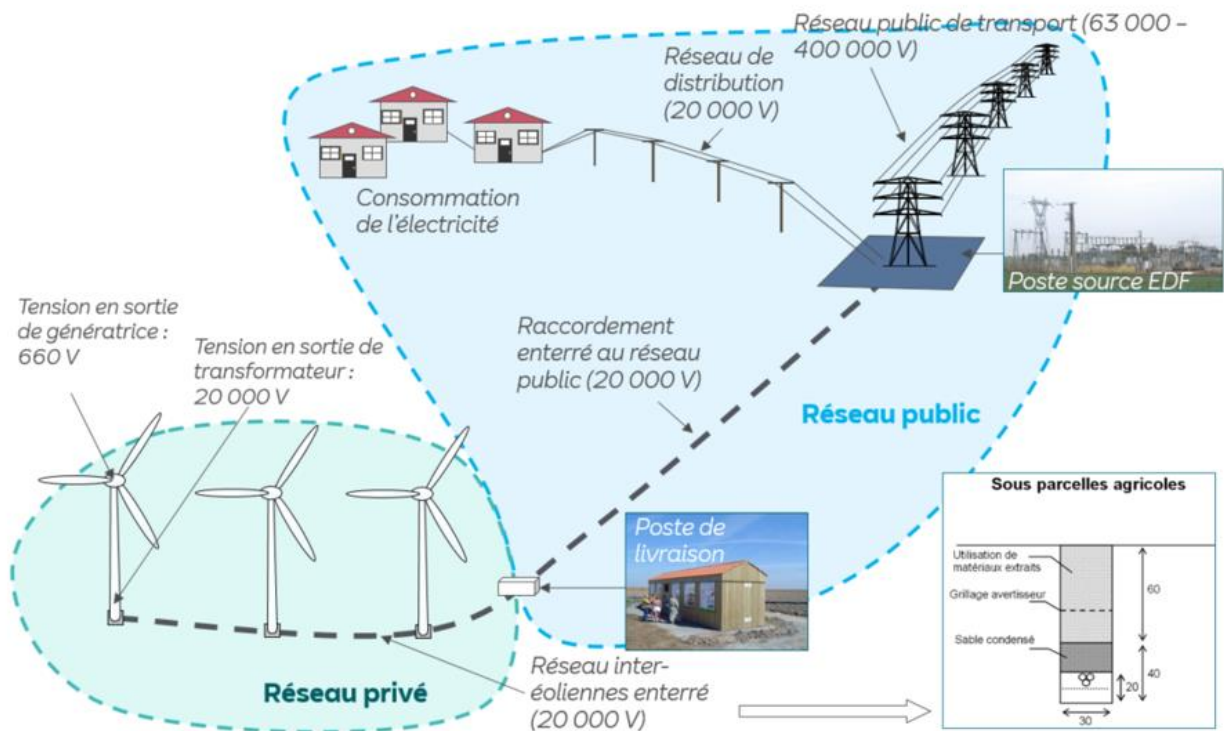 Réseau public de transport (63 000 –
400 000 V)
Réseau de
distribution
(20 000 V)
Consommation
de l'électricité
Poste source EDF
Tension en sortie
de génératrice :
660 V
Tension en sortie de
transformateur :
20 000 V
Raccordement
enterré au réseau
public (20 000 V)
Réseau public
Poste de
livraison
Réseau privé
Réseau inter-
éoliennes enterré
(20 000 V)
Sous parcelles agricoles
Utilisation de
matériaux extraits
Grillage avertisseur
Sable condensé
60
40
20
30